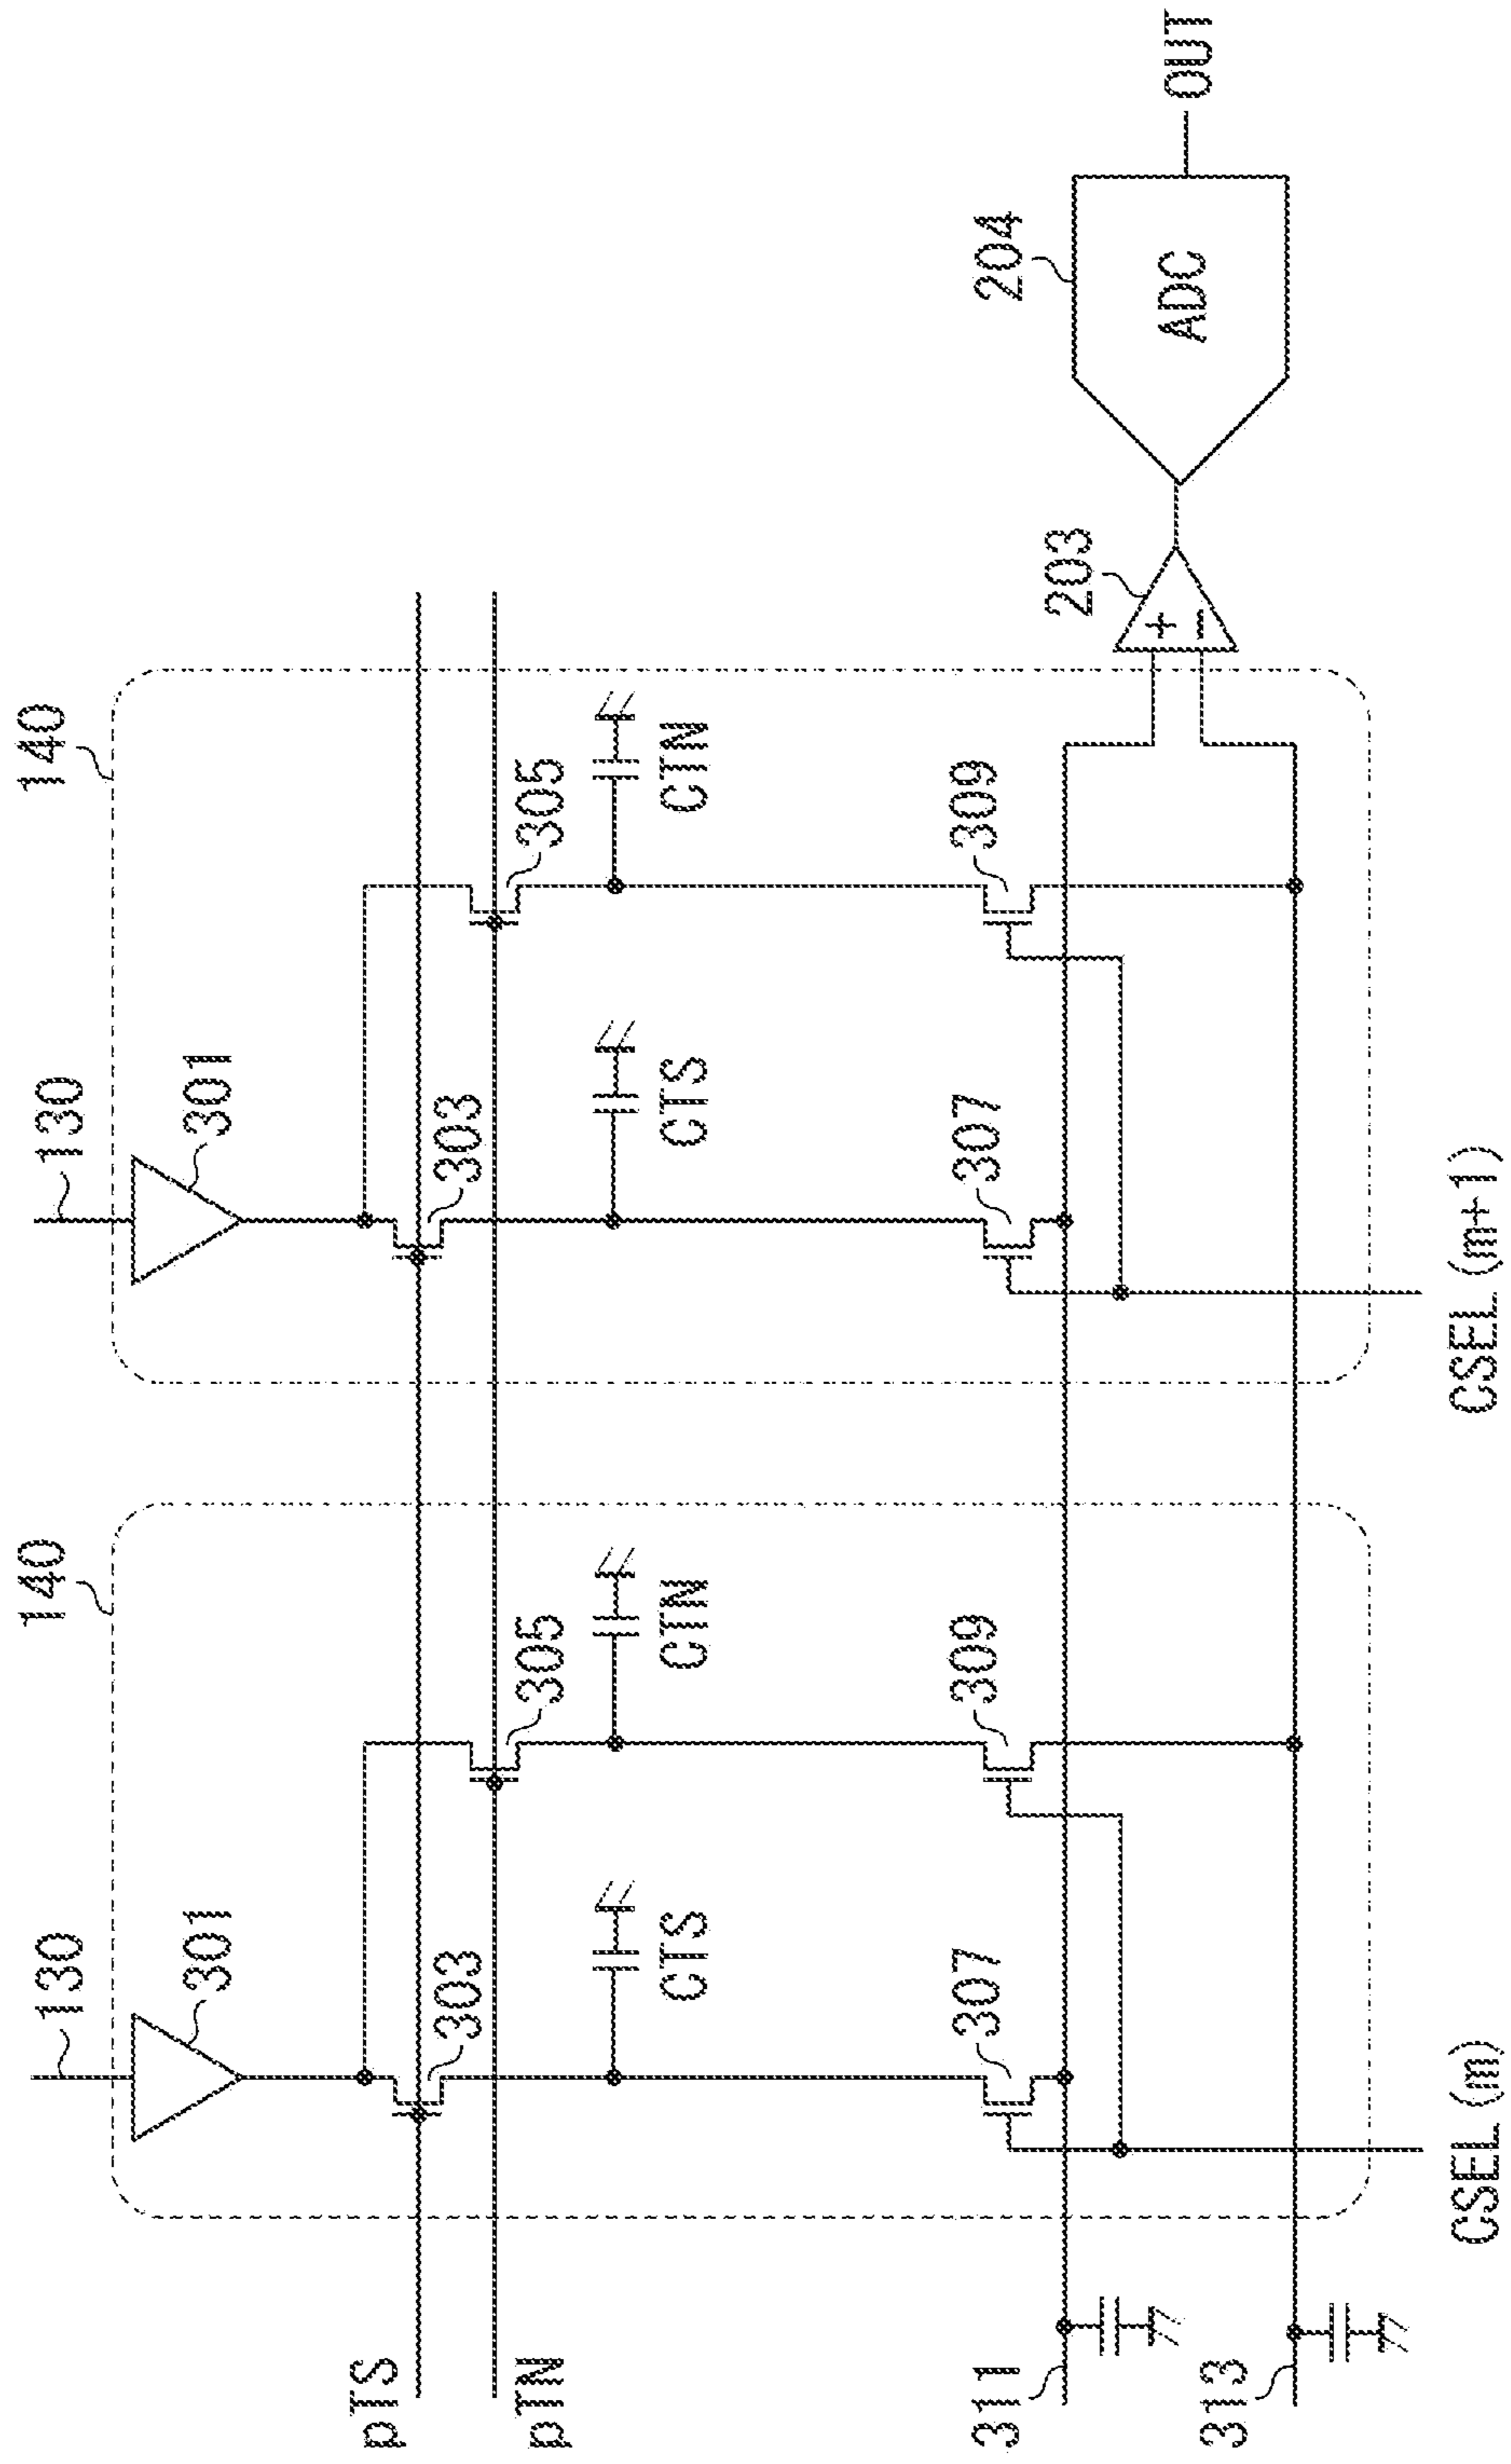 130
140
130
140
301
301
pTS
303
303
pTN
305
305
CTS
CTN
CTS
CTN
311
307
309
307
309
204
203
+
−
ADC
OUT
313
CSEL (m)
CSEL (m+1)